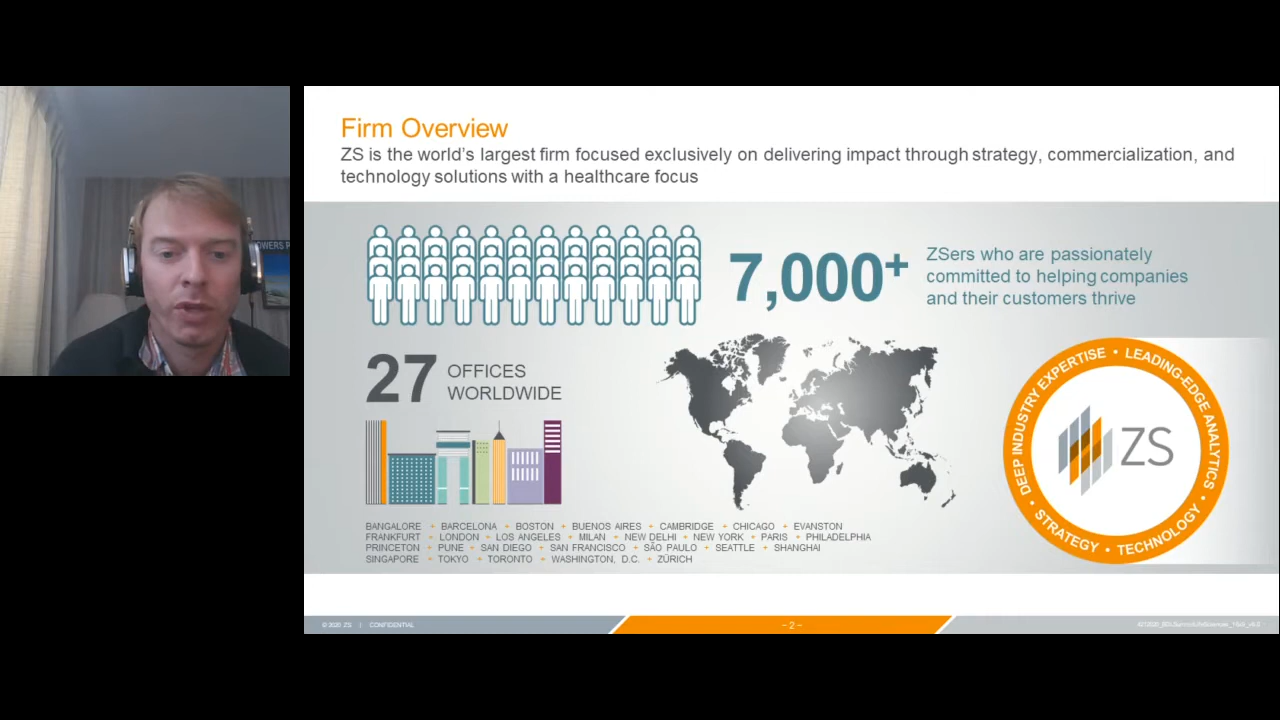 Firm Overview
ZS is the world's largest firm focused exclusively on delivering impact through strategy, commercialization, and
technology solutions with a healthcare focus
7,000+
ZSers who are passionately
committed to helping companies
and their customers thrive
27
OFFICES
WORLDWIDE
BANGALORE + BARCELONA + BOSTON + BUENOS AIRES + CAMBRIDGE + CHICAGO + EVANSTON
FRANKFURT + LONDON + LOS ANGELES + MILAN + NEW DELHI + NEW YORK + PARIS + PHILADELPHIA
PRINCETON + PUNE + SAN DIEGO + SAN FRANCISCO + SÃO PAULO + SEATTLE + SHANGHAI
SINGAPORE + TOKYO + TORONTO + WASHINGTON, D.C. + ZÜRICH
DEEP INDUSTRY EXPERTISE • LEADING-EDGE ANALYTICS • TECHNOLOGY • STRATEGY •
ZS
© 2020 ZS | CONFIDENTIAL
– 2 –